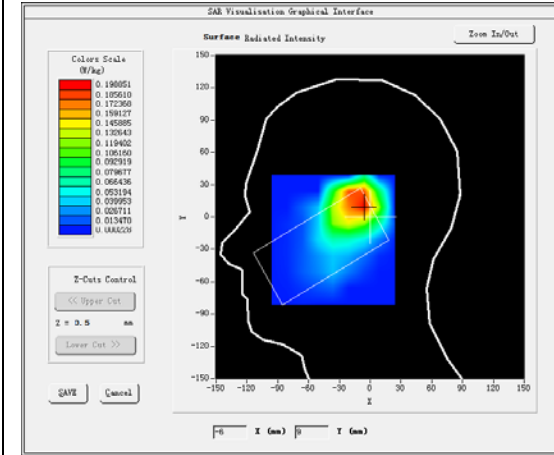 SAR Visualisation Graphical Interface
Surface Radiated Intensity
Zoom In/Out
Colors Scale
(W/kg)
0.198851
0.185610
0.172368
0.159127
0.145885
0.132643
0.119402
0.106160
0.092919
0.079677
0.066436
0.053194
0.039953
0.026711
0.013470
0.000228
150
120
90
60
30
0
-30
-60
-90
-120
-150
Y
-150 -120 -90 -60 -30 0 30 60 90 120 150
X
Z-Cuts Control
<< Upper Cut
Z = 0.5 mm
Lower Cut >>
SAVE Cancel
-6 X (mm) 9 Y (mm)